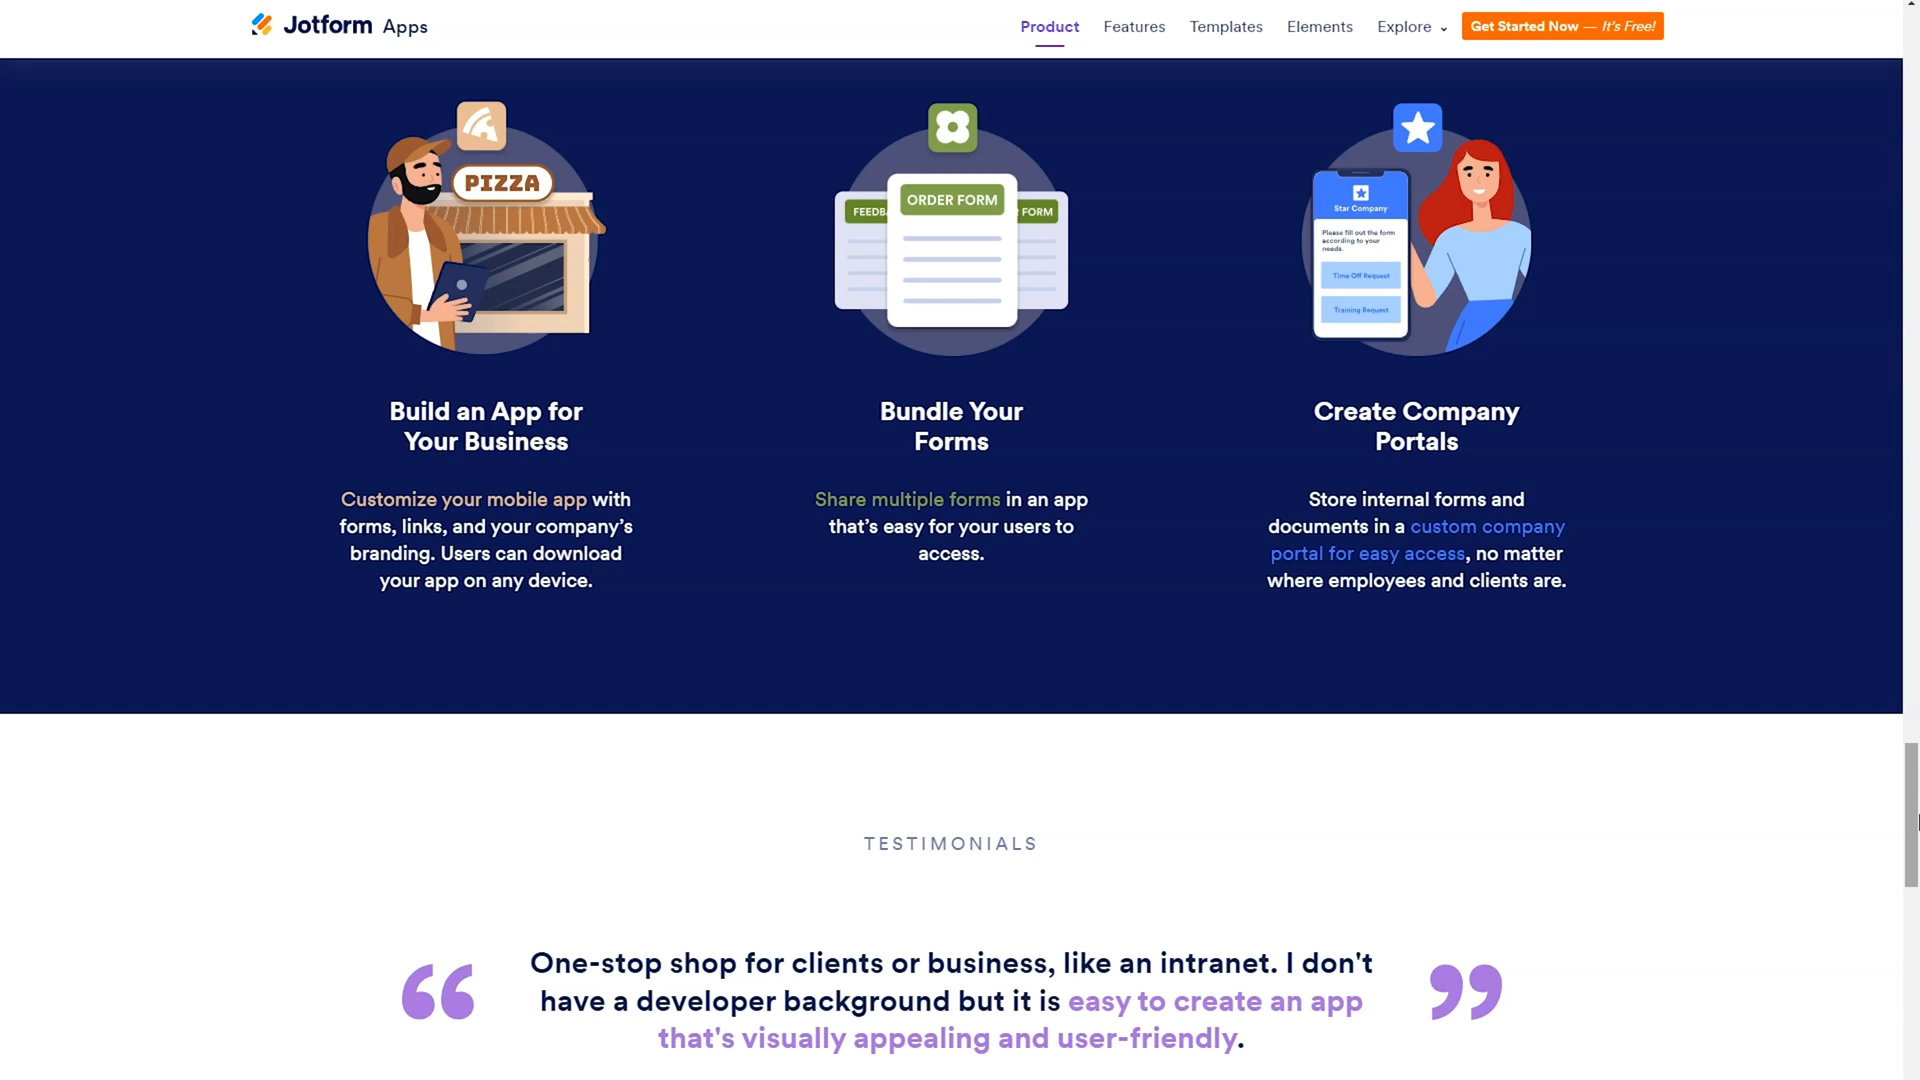 Jotform Apps
Product Features Templates Elements Explore Get Started Now — It's Free!
PIZZA
FEEDBA
ORDER FORM
R FORM
Star Company
Please fill out the form
according to your
needs.
Time Off Request
Training Request
Build an App for
Your Business
Bundle Your
Forms
Create Company
Portals
Customize your mobile app with
forms, links, and your company’s
branding. Users can download
your app on any device.
Share multiple forms in an app
that’s easy for your users to
access.
Store internal forms and
documents in a custom company
portal for easy access, no matter
where employees and clients are.
TESTIMONIALS
“ One-stop shop for clients or business, like an intranet. I don't
have a developer background but it is easy to create an app
that's visually appealing and user-friendly. ”